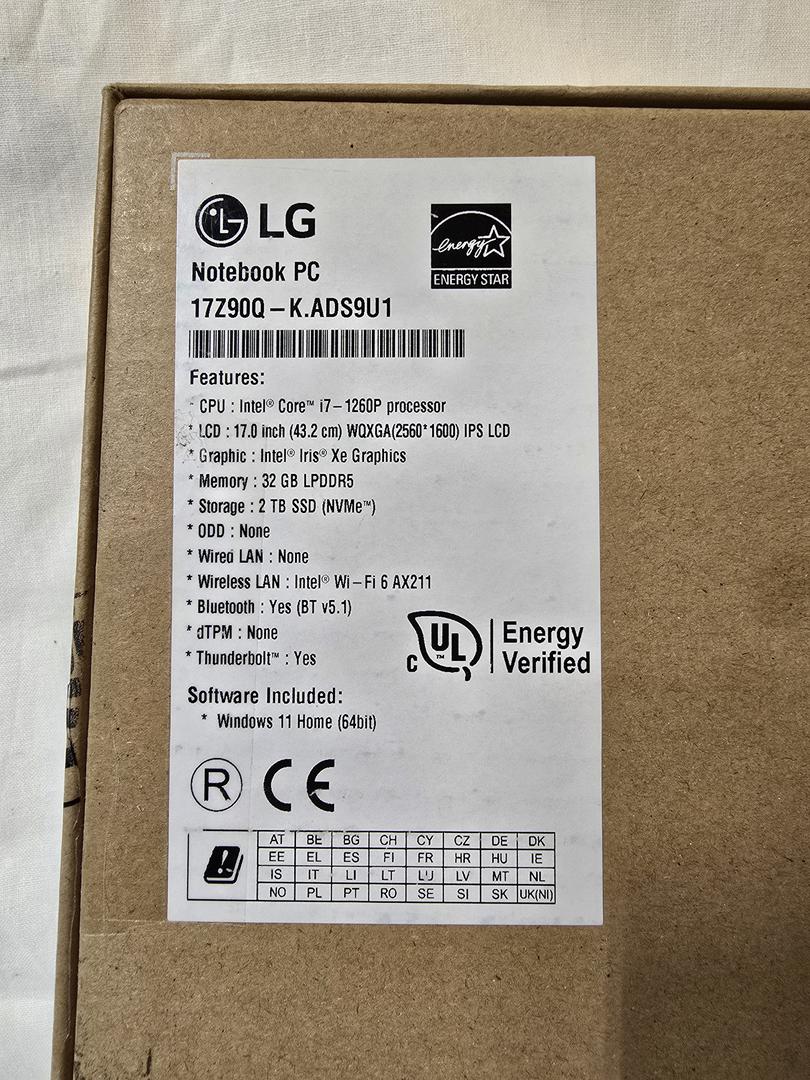 LG
energy
ENERGY STAR
Notebook PC
17Z90Q – K.ADS9U1
Features:
* CPU : Intel® Core™ i7 – 1260P processor
* LCD : 17.0 inch (43.2 cm) WQXGA(2560*1600) IPS LCD
* Graphic : Intel® Iris® Xe Graphics
* Memory : 32 GB LPDDR5
* Storage : 2 TB SSD (NVMe™)
* ODD : None
* Wired LAN : None
* Wireless LAN : Intel® Wi – Fi 6 AX211
* Bluetooth : Yes (BT v5.1)
* dTPM : None
* Thunderbolt™ : Yes
c UL ™ Energy Verified
Software Included:
* Windows 11 Home (64bit)
R CE
AT BE BG CH CY CZ DE DK
EE EL ES FI FR HR HU IE
IS IT LI LT LU LV MT NL
NO PL PT RO SE SI SK UK(NI)